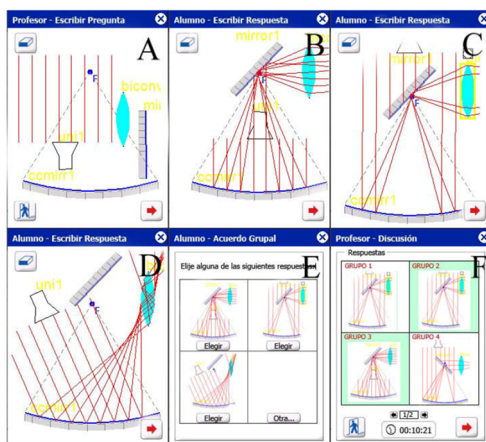 Profesor - Escribir Pregunta
A
F
biconv
mi
uni1
ccmirr1
Alumno - Escribir Respuesta
B
mirror1
F
uni1
ccmirr1
Alumno - Escribir Respuesta
C
mirror1
F
ccmirr1
Alumno - Escribir Respuesta
D
uni1
F
ccmirr1
Alumno - Acuerdo Grupal
E
Elije alguna de las siguientes respuestas
Elegir
Elegir
Elegir
Otra...
Profesor - Discusión
F
Respuestas
GRUPO 1
GRUPO 2
GRUPO 3
GRUPO 4
1/2
00:10:21